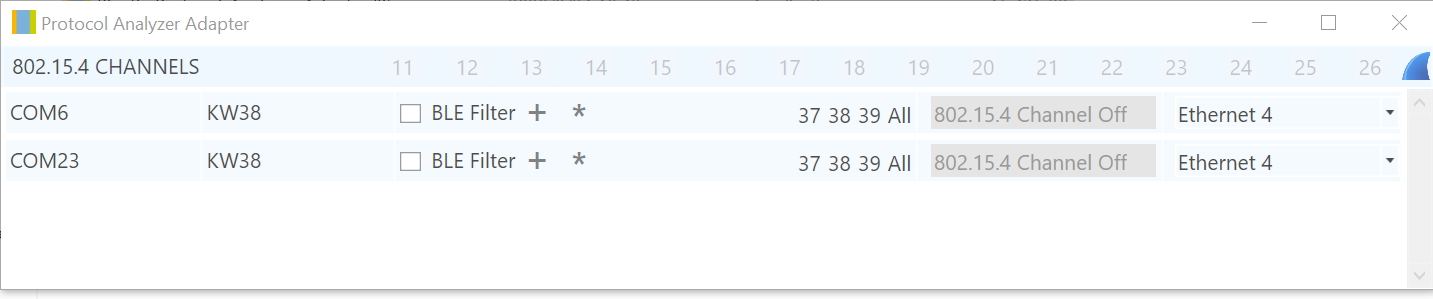 Protocol Analyzer Adapter
802.15.4 CHANNELS 11 12 13 14 15 16 17 18 19 20 21 22 23 24 25 26
COM6 KW38 BLE Filter + * 37 38 39 All 802.15.4 Channel Off Ethernet 4
COM23 KW38 BLE Filter + * 37 38 39 All 802.15.4 Channel Off Ethernet 4